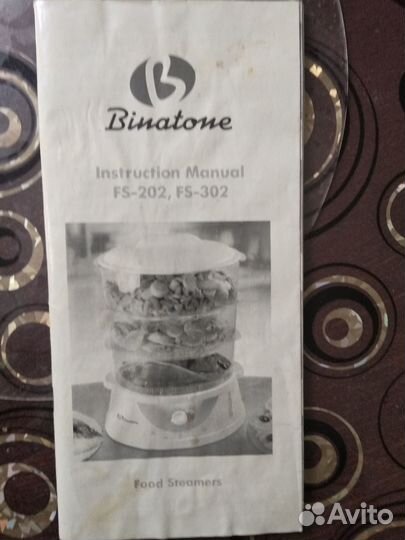 Binatone
Instruction Manual
FS-202, FS-302
Food Steamers
Avito